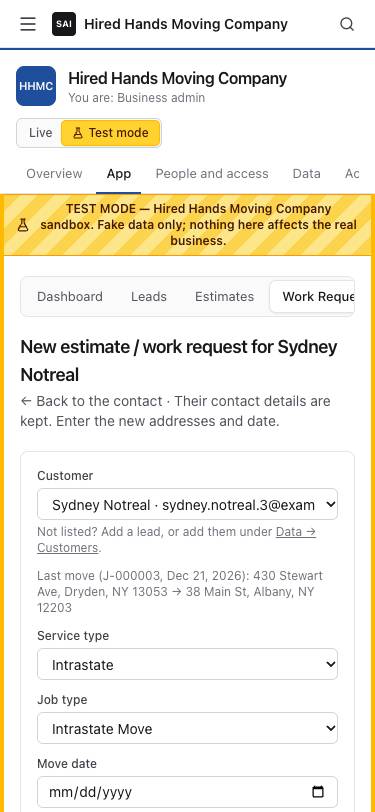 SAI Hired Hands Moving Company
HHMC
Hired Hands Moving Company
You are: Business admin
Live Test mode
Overview App People and access Data Ac
TEST MODE — Hired Hands Moving Company
sandbox. Fake data only; nothing here affects the real
business.
Dashboard Leads Estimates Work Reque
New estimate / work request for Sydney
Notreal
← Back to the contact · Their contact details are
kept. Enter the new addresses and date.
Customer
Sydney Notreal · sydney.notreal.3@exam
Not listed? Add a lead, or add them under Data →
Customers.
Last move (J-000003, Dec 21, 2026): 430 Stewart
Ave, Dryden, NY 13053 → 38 Main St, Albany, NY
12203
Service type
Intrastate
Job type
Intrastate Move
Move date
mm/dd/yyyy